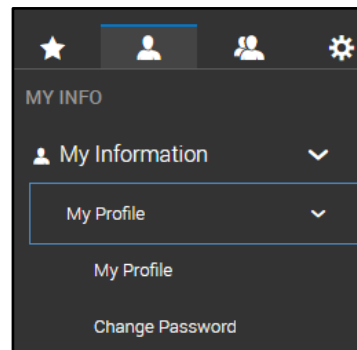 MY INFO
My Information
My Profile
My Profile
Change Password